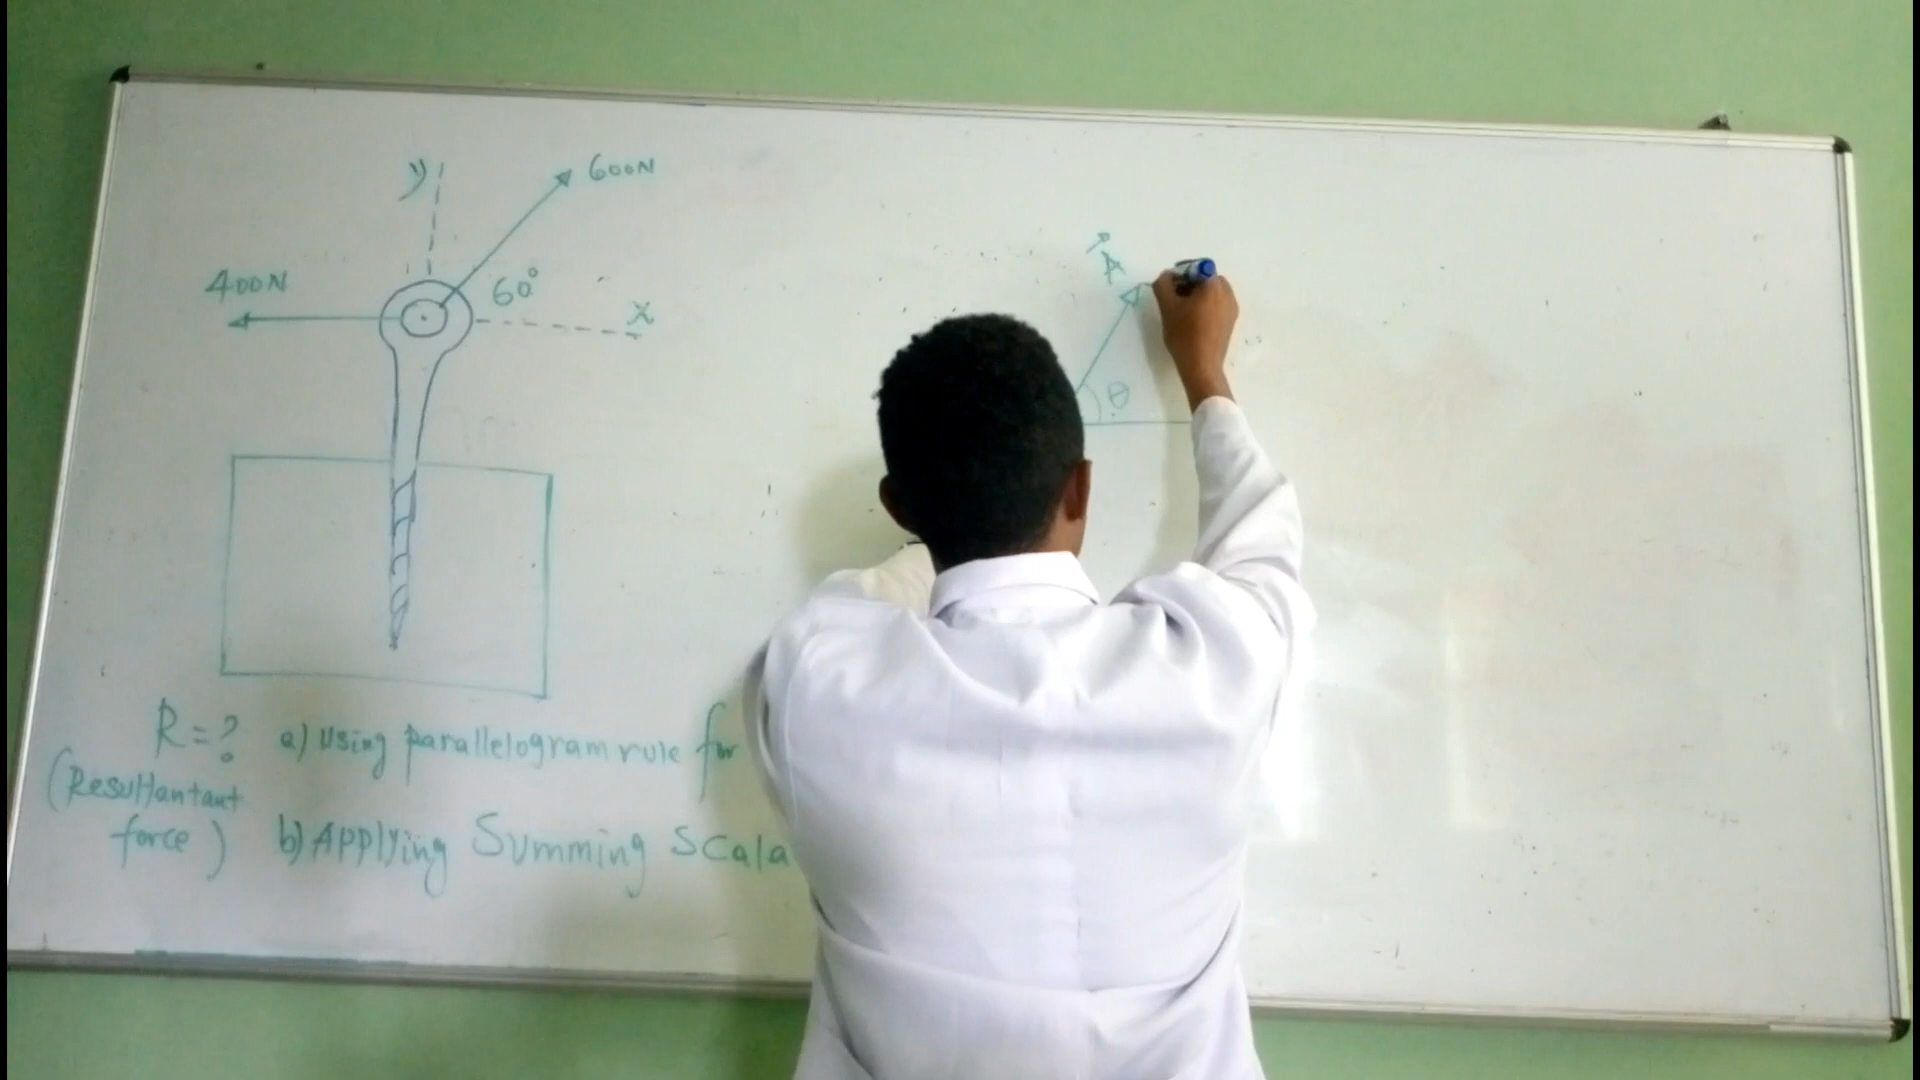 y
600N
400N
60°
x
A
θ
R=? a) Using parallelogram rule for
(Resultantant
force) b) Applying Summing Scala